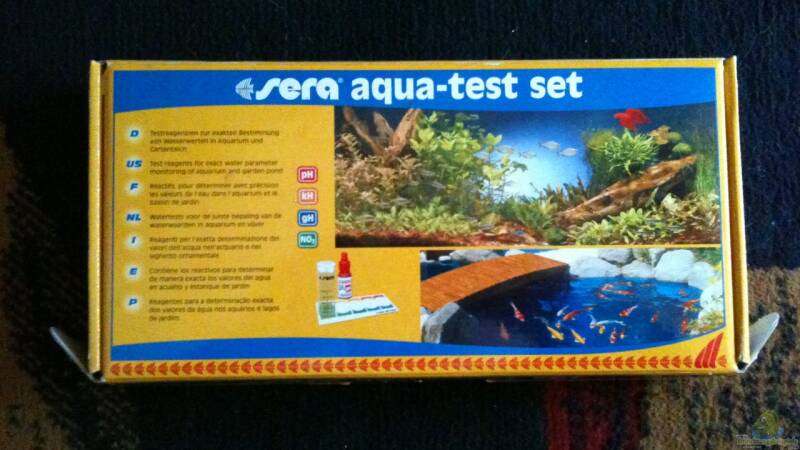 sera® aqua-test set
D
Testreagenzien zur exakten Bestimmung
von Wasserwerten in Aquarium und
Gartenteich
US
Test reagents for exact water parameter
monitoring of aquarium and garden pond
F
Réactifs pour déterminer avec précision
les valeurs de l'eau dans l'aquarium et le
bassin de jardin
NL
Watertests voor de juiste bepaling van de
waterwaarden in aquarium en vijver
I
Reagenti per l'esatta determinazione dei
valori dell'acqua nell'acquario e nel
laghetto ornamentale
E
Contiene los reactivos para determinar
de manera exacta los valores del agua
en acuario y estanque de jardín
P
Reagentes para a determinação exacta
dos valores da água nos aquários e lagos
de jardim
pH
kH
gH
NO₂
sera